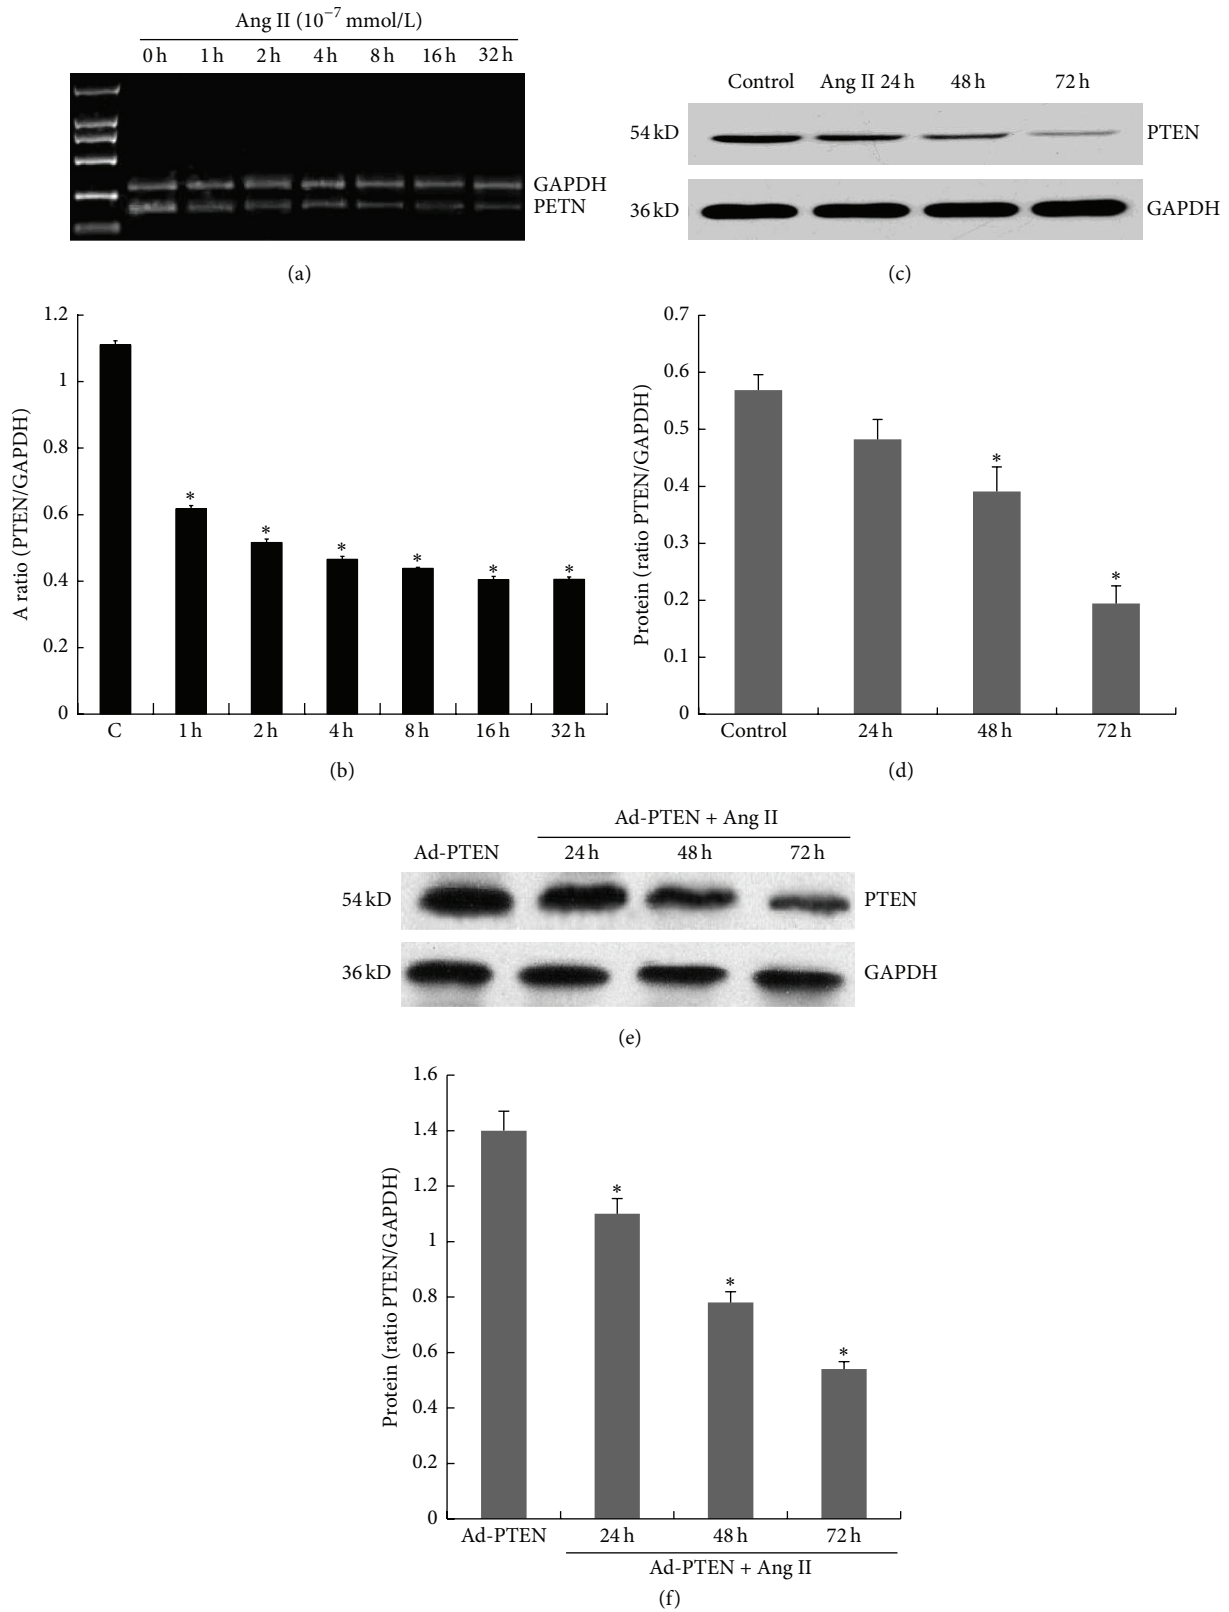 Ang II (10⁻⁷ mmol/L)
0 h 1 h 2 h 4 h 8 h 16 h 32 h
GAPDH
PETN
(a)
Control Ang II 24 h 48 h 72 h
54 kD PTEN
36 kD GAPDH
(c)
A ratio (PTEN/GAPDH)
1.2
1
0.8
0.6
0.4
0.2
0
* * * * * *
C 1 h 2 h 4 h 8 h 16 h 32 h
(b)
Protein (ratio PTEN/GAPDH)
0.7
0.6
0.5
0.4
0.3
0.2
0.1
0
* *
Control 24 h 48 h 72 h
(d)
Ad-PTEN + Ang II
Ad-PTEN 24 h 48 h 72 h
54 kD PTEN
36 kD GAPDH
(e)
Protein (ratio PTEN/GAPDH)
1.6
1.4
1.2
1
0.8
0.6
0.4
0.2
0
* * *
Ad-PTEN 24 h 48 h 72 h
Ad-PTEN + Ang II
(f)